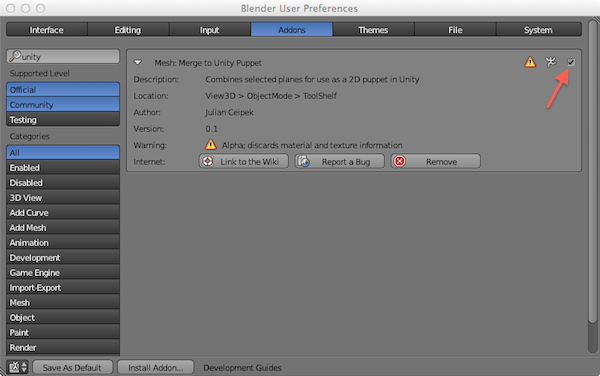 Blender User Preferences
Interface Editing Input Addons Themes File System
unity
Supported Level
Official
Community
Testing
Categories
All
Enabled
Disabled
3D View
Add Curve
Add Mesh
Animation
Development
Game Engine
Import-Export
Mesh
Object
Paint
Render
Mesh: Merge to Unity Puppet
Description: Combines selected planes for use as a 2D puppet in Unity
Location: View3D > ObjectMode > ToolShelf
Author: Julian Ceipek
Version: 0.1
Warning: Alpha; discards material and texture information
Internet: Link to the Wiki Report a Bug Remove
Save As Default Install Addon... Development Guides